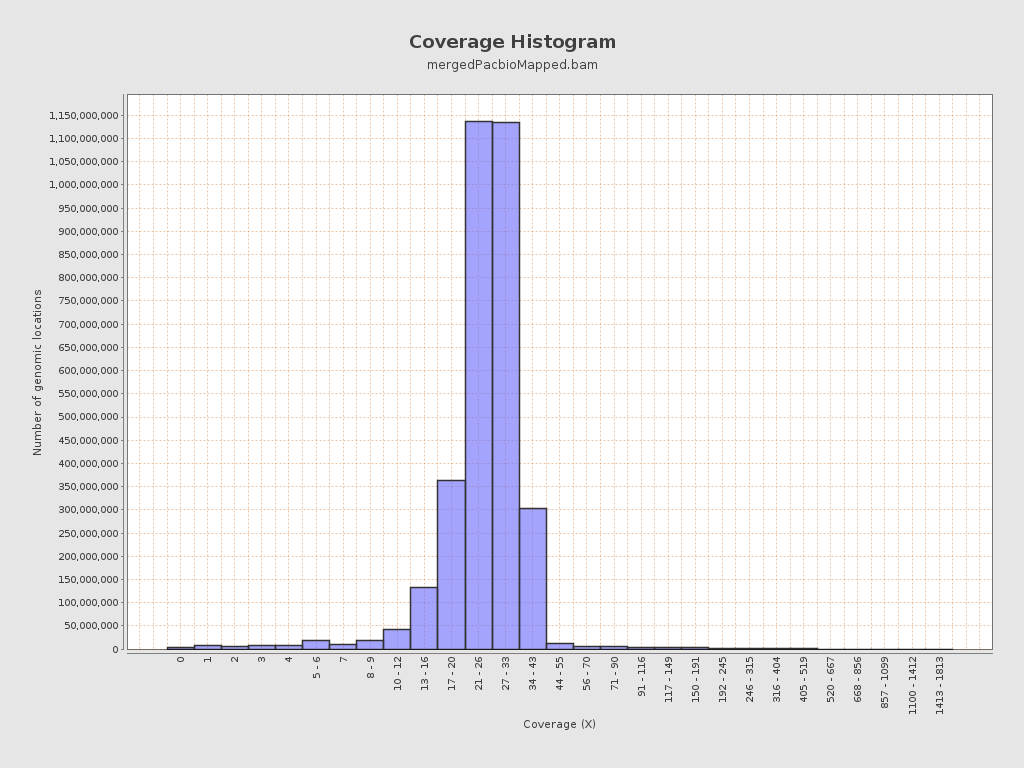 Coverage Histogram
mergedPacbioMapped.bam
1,150,000,000
1,100,000,000
1,050,000,000
1,000,000,000
950,000,000
900,000,000
850,000,000
800,000,000
750,000,000
700,000,000
650,000,000
600,000,000
550,000,000
500,000,000
450,000,000
400,000,000
350,000,000
300,000,000
250,000,000
200,000,000
150,000,000
100,000,000
50,000,000
0
Number of genomic locations
0
1
2
3
4
5 - 6
7
8 - 9
10 - 12
13 - 16
17 - 20
21 - 26
27 - 33
34 - 43
44 - 55
56 - 70
71 - 90
91 - 116
117 - 149
150 - 191
192 - 245
246 - 315
316 - 404
405 - 519
520 - 667
668 - 856
857 - 1099
1100 - 1412
1413 - 1813
Coverage (X)